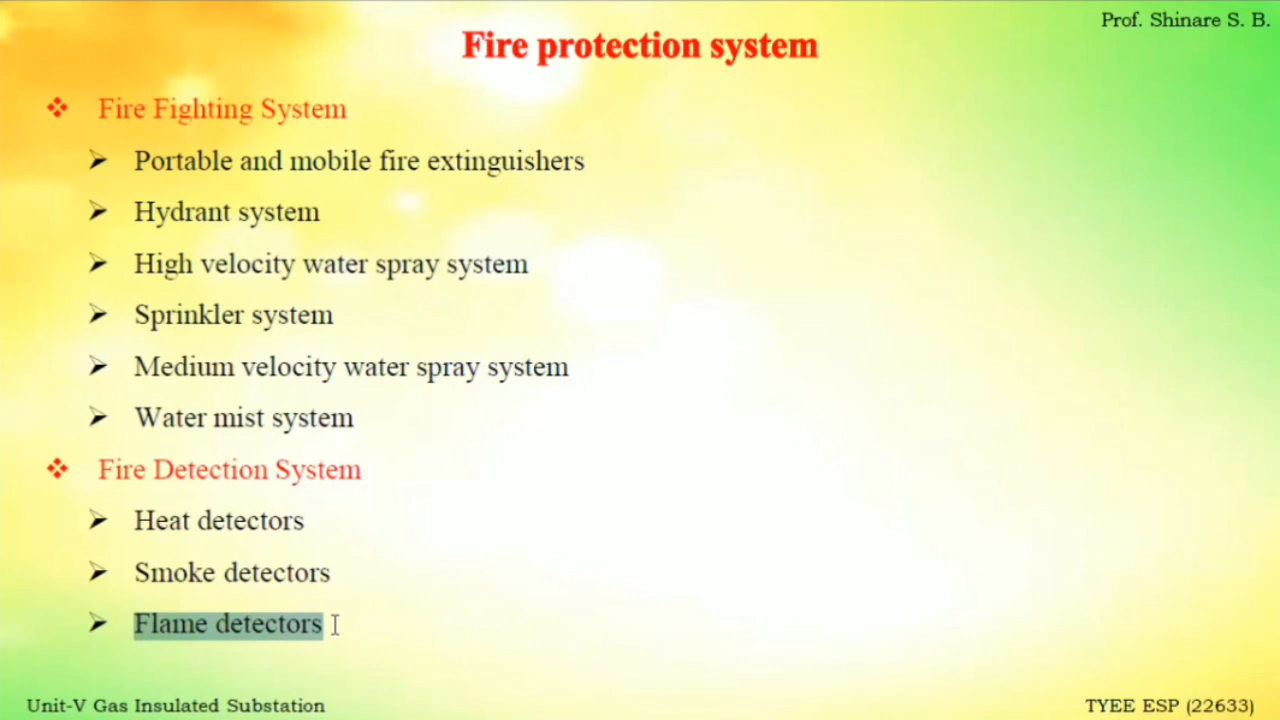 Prof. Shinare S. B.
Fire protection system
Fire Fighting System
Portable and mobile fire extinguishers
Hydrant system
High velocity water spray system
Sprinkler system
Medium velocity water spray system
Water mist system
Fire Detection System
Heat detectors
Smoke detectors
Flame detectors
Unit-V Gas Insulated Substation
TYEE ESP (22633)